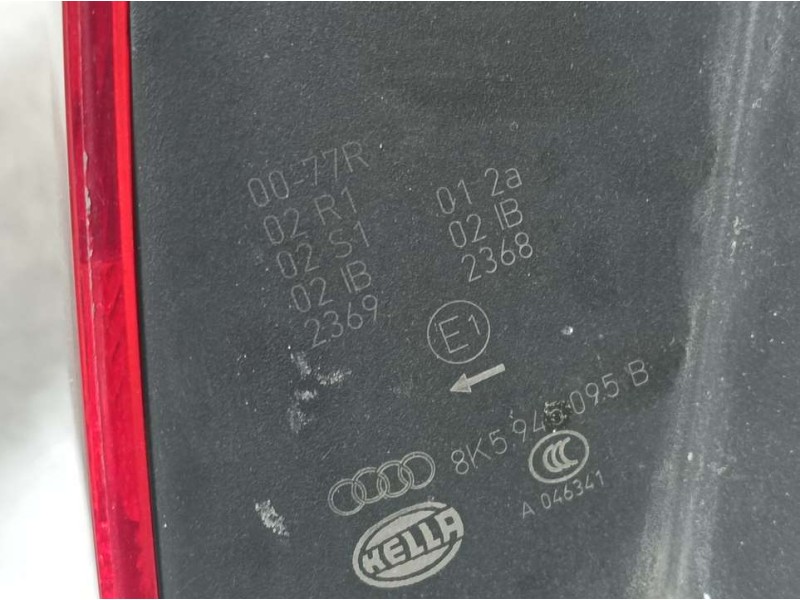 00-77R
02 R1
02 S1
02 IB
2369
01 2a
02 IB
2368
E1
8K5 945 095 B
CCC
A 046341
HELLA